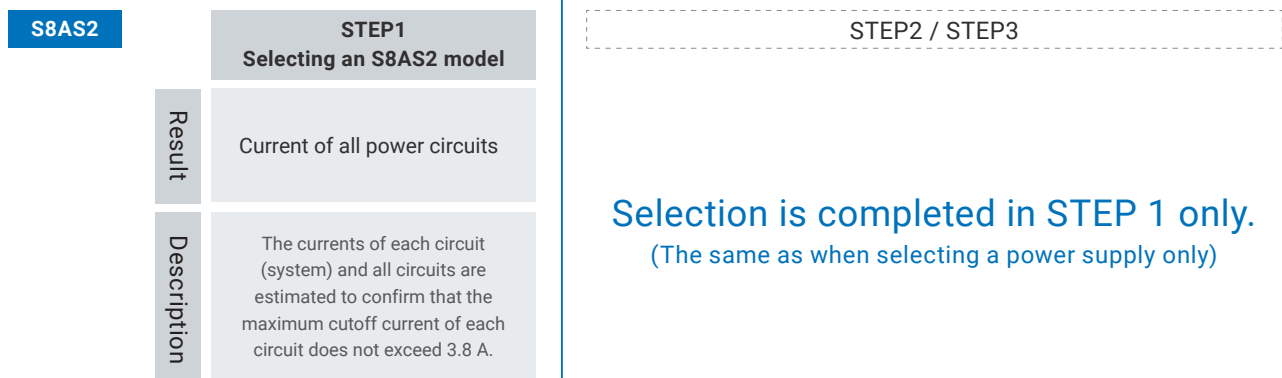 S8AS2
STEP1
Selecting an S8AS2 model
STEP2 / STEP3
Result
Current of all power circuits
Description
The currents of each circuit
(system) and all circuits are
estimated to confirm that the
maximum cutoff current of each
circuit does not exceed 3.8 A.
Selection is completed in STEP 1 only.
(The same as when selecting a power supply only)